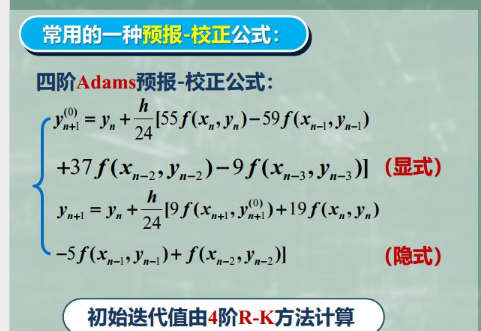 常用的一种预报-校正公式：
四阶Adams预报-校正公式：
y_{n+1}^{(0)} = y_n + \frac{h}{24}[55f(x_n, y_n)−59f(x_{n−1}, y_{n−1})
+37f(x_{n−2}, y_{n−2})−9f(x_{n−3}, y_{n−3})] (显式)
y_{n+1} = y_n + \frac{h}{24}[9f(x_{n+1}, y_{n+1}^{(0)})+19f(x_n, y_n)
−5f(x_{n−1}, y_{n−1})+f(x_{n−2}, y_{n−2})] (隐式)
初始迭代值由4阶R-K方法计算